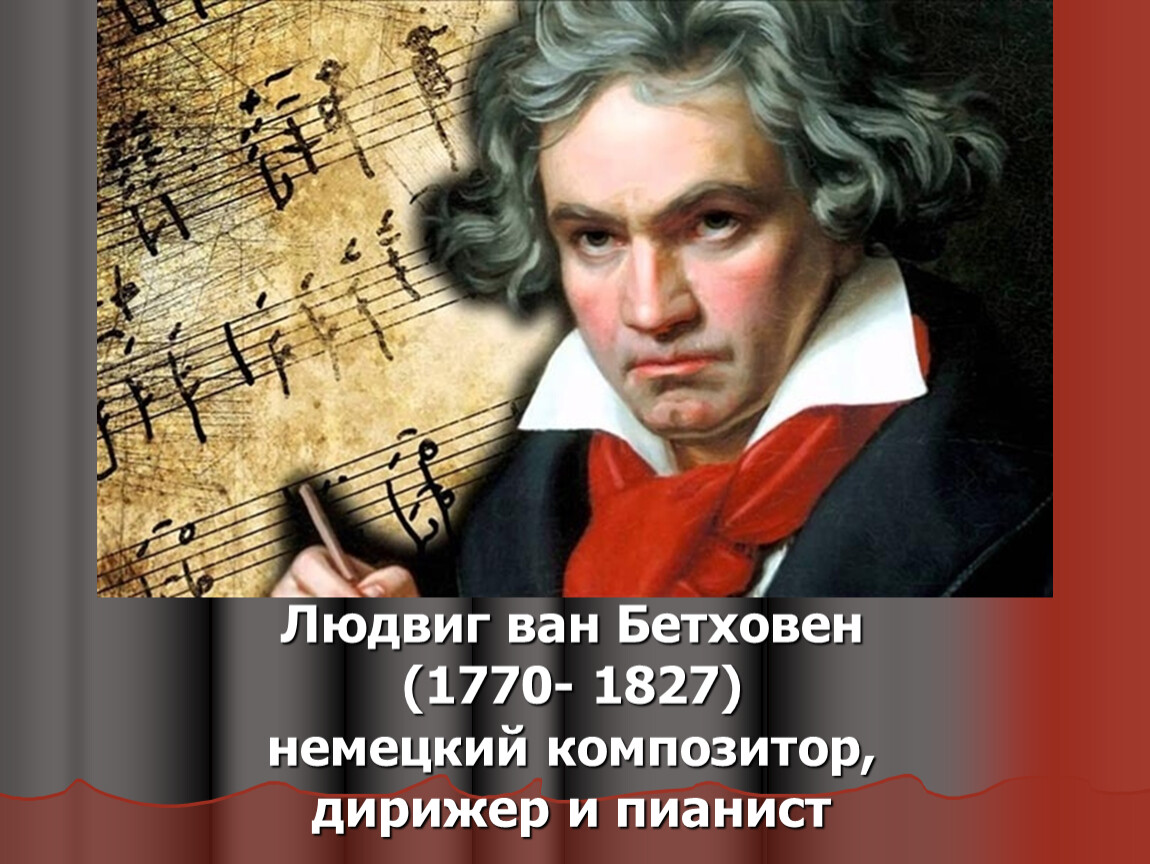 Людвиг ван Бетховен
(1770- 1827)
немецкий композитор,
дирижер и пианист